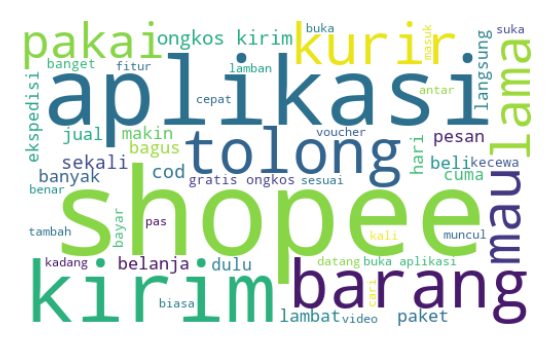 buka
suka
pakai
ongkos kirim
kurir
masuk
banget
fitur
lamban
langsung
lama
aplikasi
ekspedisi
cepat
antar
jual
makin
voucher
hari
pesan
bagus
tolong
sekali
beli
kecewa
banyak
cod
cuma
gratis ongkos
sesuai
mau
benar
shopee
tambah
bayar
pas
kali
muncul
kadang
belanja
dulu
datang
buka aplikasi
kirim
barang
biasa
cari
lambat
video
paket